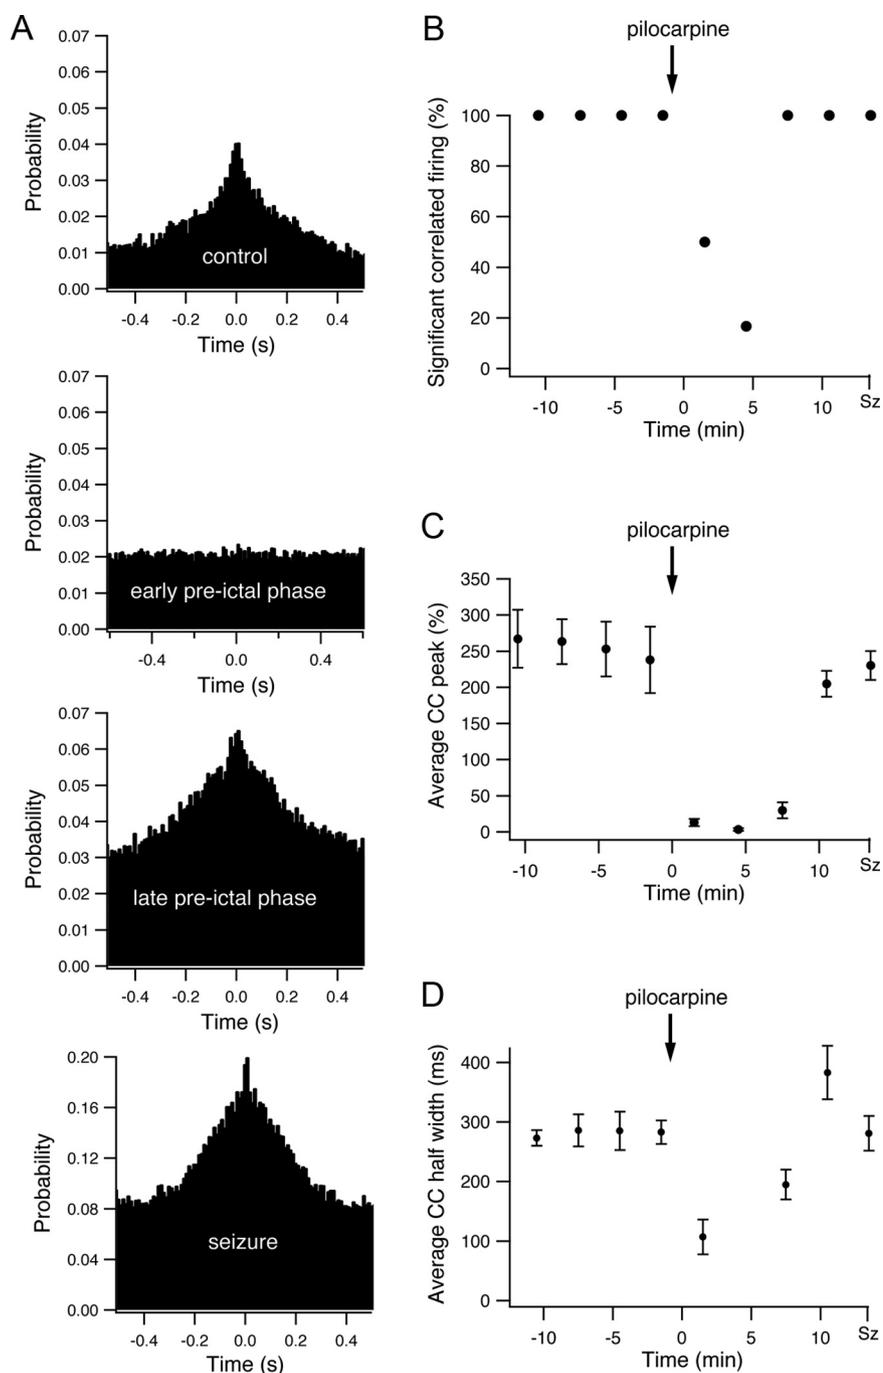 A
0.07
0.06
0.05
0.04
0.03
0.02
0.01
0.00
Probability
control
-0.4 -0.2 0.0 0.2 0.4
Time (s)
0.07
0.06
0.05
0.04
0.03
0.02
0.01
0.00
Probability
early pre-ictal phase
-0.4 0.0 0.4
Time (s)
0.07
0.06
0.05
0.04
0.03
0.02
0.01
0.00
Probability
late pre-ictal phase
-0.4 -0.2 0.0 0.2 0.4
Time (s)
0.20
0.16
0.12
0.08
0.04
0.00
Probability
seizure
-0.4 -0.2 0.0 0.2 0.4
Time (s)
B
pilocarpine
100
80
60
40
20
0
Significant correlated firing (%)
-10 -5 0 5 10 Sz
Time (min)
C
pilocarpine
350
300
250
200
150
100
50
0
Average CC peak (%)
-10 -5 0 5 10 Sz
Time (min)
D
pilocarpine
400
300
200
100
0
Average CC half width (ms)
-10 -5 0 5 10 Sz
Time (min)